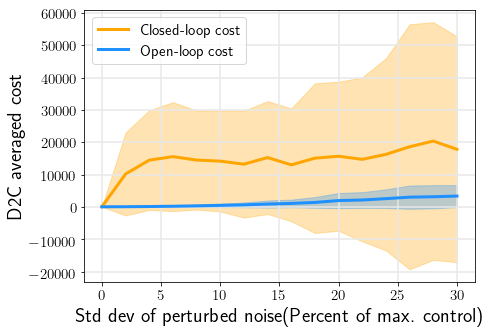 Closed-loop cost
Open-loop cost
D2C averaged cost
60000
50000
40000
30000
20000
10000
0
−10000
−20000
0 5 10 15 20 25 30
Std dev of perturbed noise(Percent of max. control)